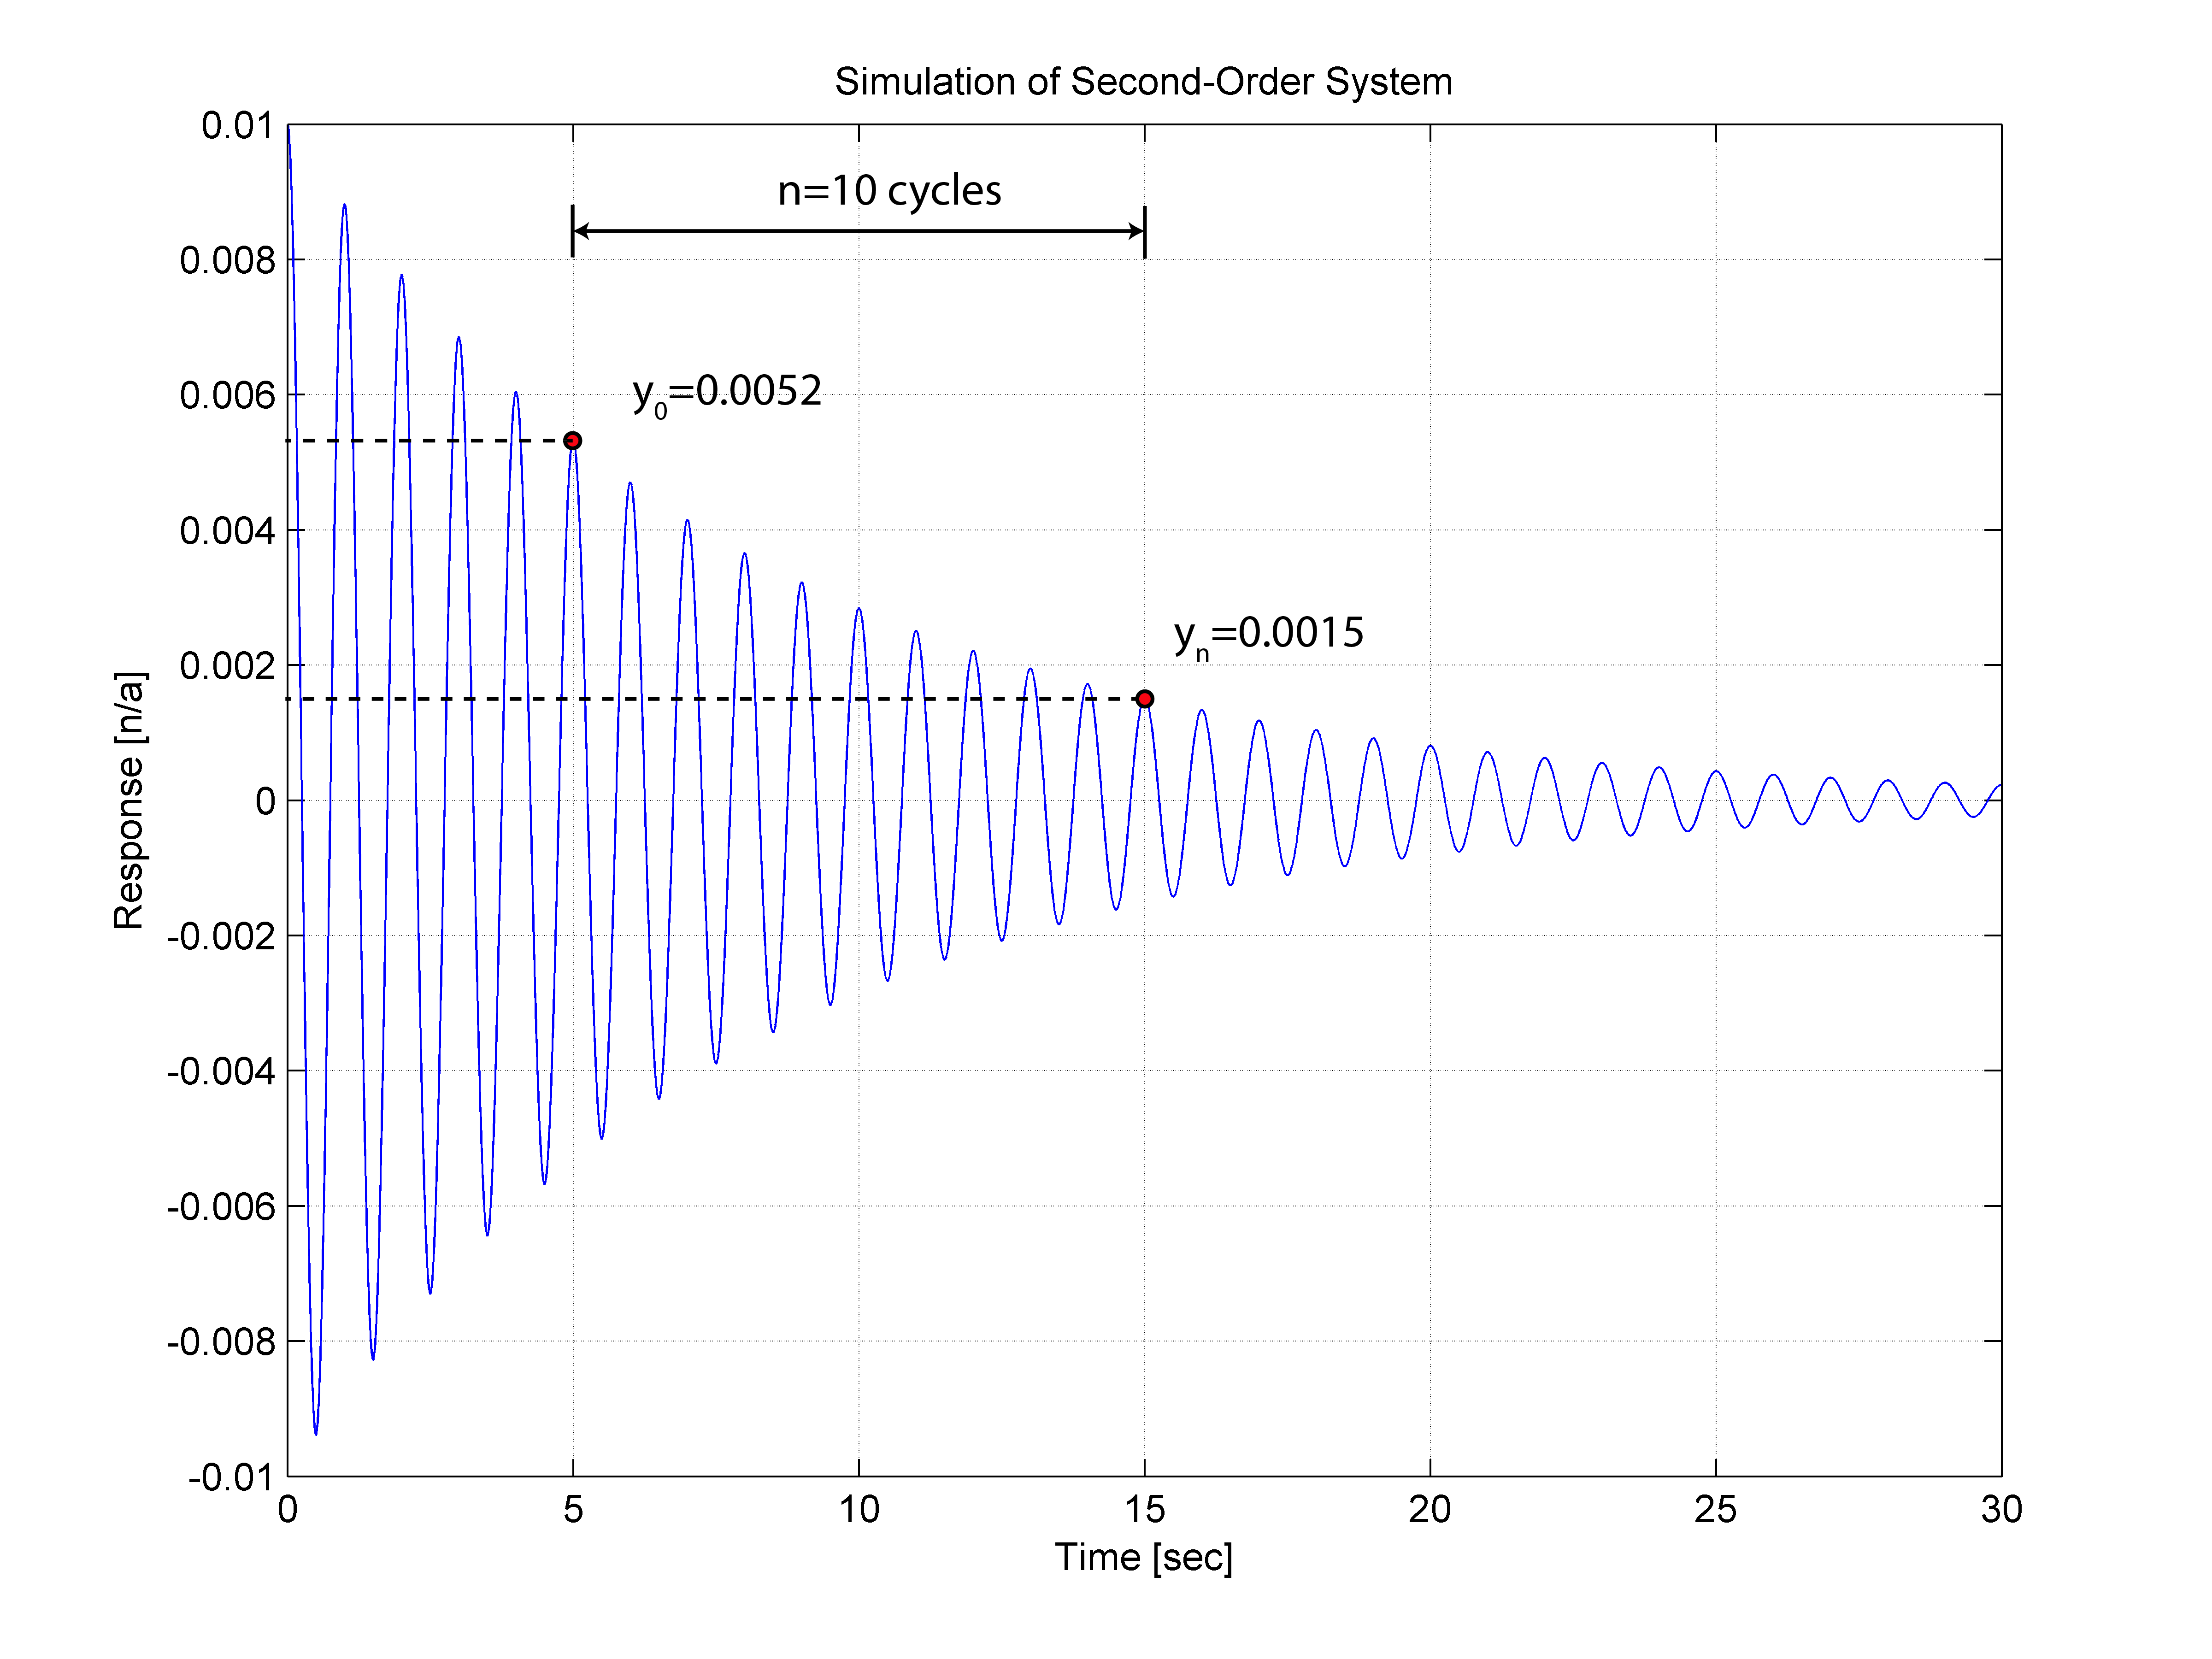 Simulation of Second-Order System
0.01
0.008
0.006
0.004
0.002
0
-0.002
-0.004
-0.006
-0.008
-0.01
Response [n/a]
n=10 cycles
y0=0.0052
yn=0.0015
0 5 10 15 20 25 30
Time [sec]